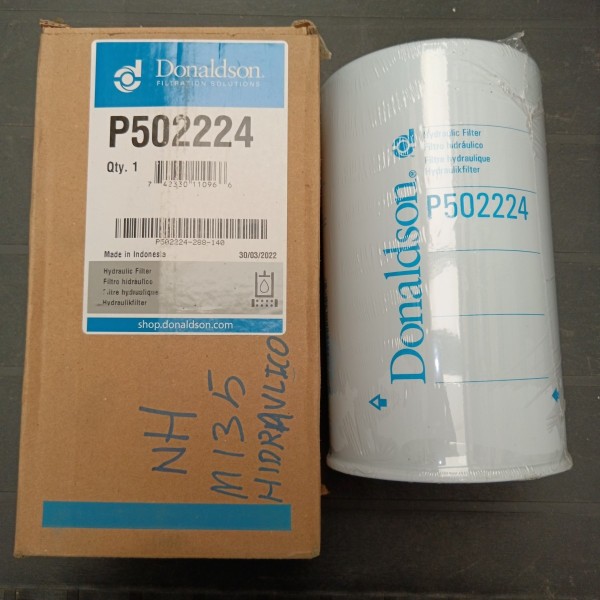 Donaldson.
FILTRATION SOLUTIONS
P502224
Qty. 1
7 42330 11096 6
P502224-288-140
Made in Indonesia
30/03/2022
Hydraulic Filter
Filtro hidráulico
Filtre hydraulique
Hydraulikfilter
shop.donaldson.com
NH
M135
HIDRAULICO
Donaldson.®
Hydraulic Filter
Filtro hidráulico
Filtre hydraulique
Hydraulikfilter
P502224